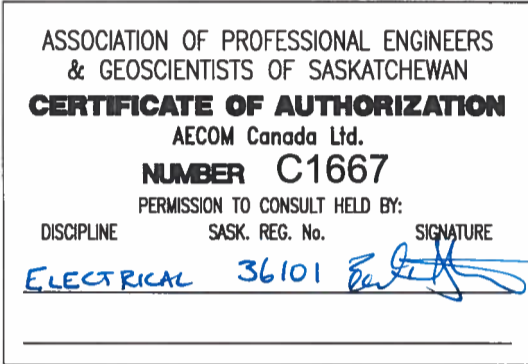 ASSOCIATION OF PROFESSIONAL ENGINEERS
& GEOSCIENTISTS OF SASKATCHEWAN
CERTIFICATE OF AUTHORIZATION
AECOM Canada Ltd.
NUMBER C1667
PERMISSION TO CONSULT HELD BY:
DISCIPLINE SASK. REG. No. SIGNATURE
ELECTRICAL 36101